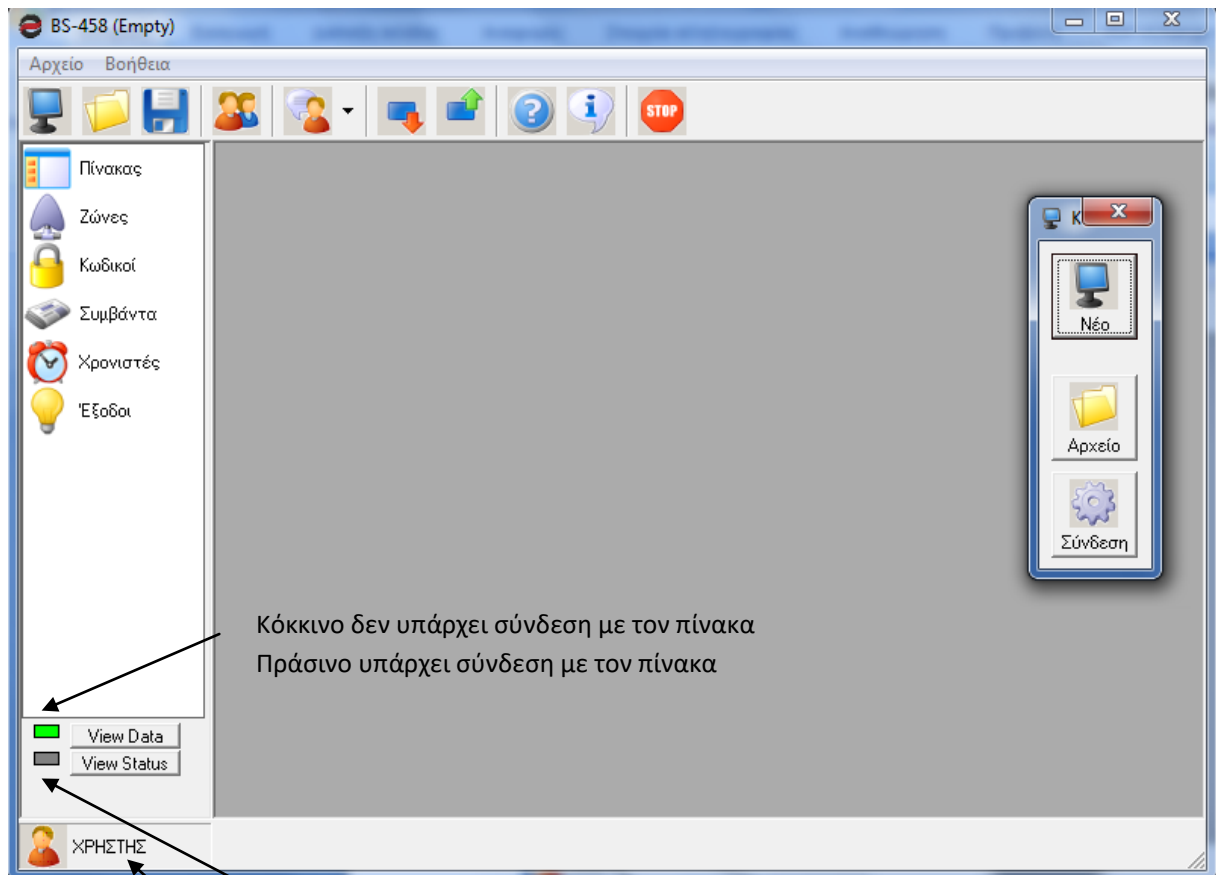 BS-458 (Empty)
Αρχείο Βοήθεια
STOP
Πίνακας
Ζώνες
Κωδικοί
Συμβάντα
Χρονιστές
Έξοδοι
Κ
Νέο
Αρχείο
Σύνδεση
Κόκκινο δεν υπάρχει σύνδεση με τον πίνακα
Πράσινο υπάρχει σύνδεση με τον πίνακα
View Data
View Status
ΧΡΗΣΤΗΣ